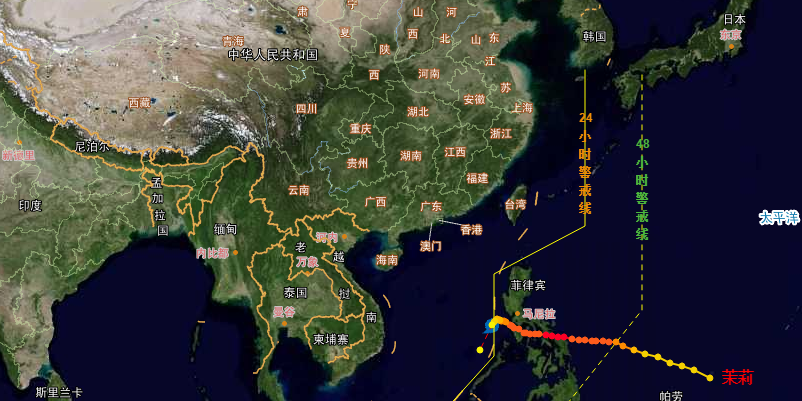 肃
宁
夏
山
西
河
北
山 东
日本
东京
韩国
青海
中华人民共和国
陕
西
河南
江
苏
西藏
四川
湖北
安徽
上海
24小时警戒线
重庆
浙江
48小时警戒线
尼泊尔
新德里
贵州
湖南
江西
福建
云南
孟加拉国
印度
广西
广东
台湾
太平洋
缅甸
香港
河内
澳门
内比都
老
万象
越
海南
泰国
挝
菲律宾
曼谷
南
马尼拉
柬埔寨
茉莉
斯里兰卡
帕劳